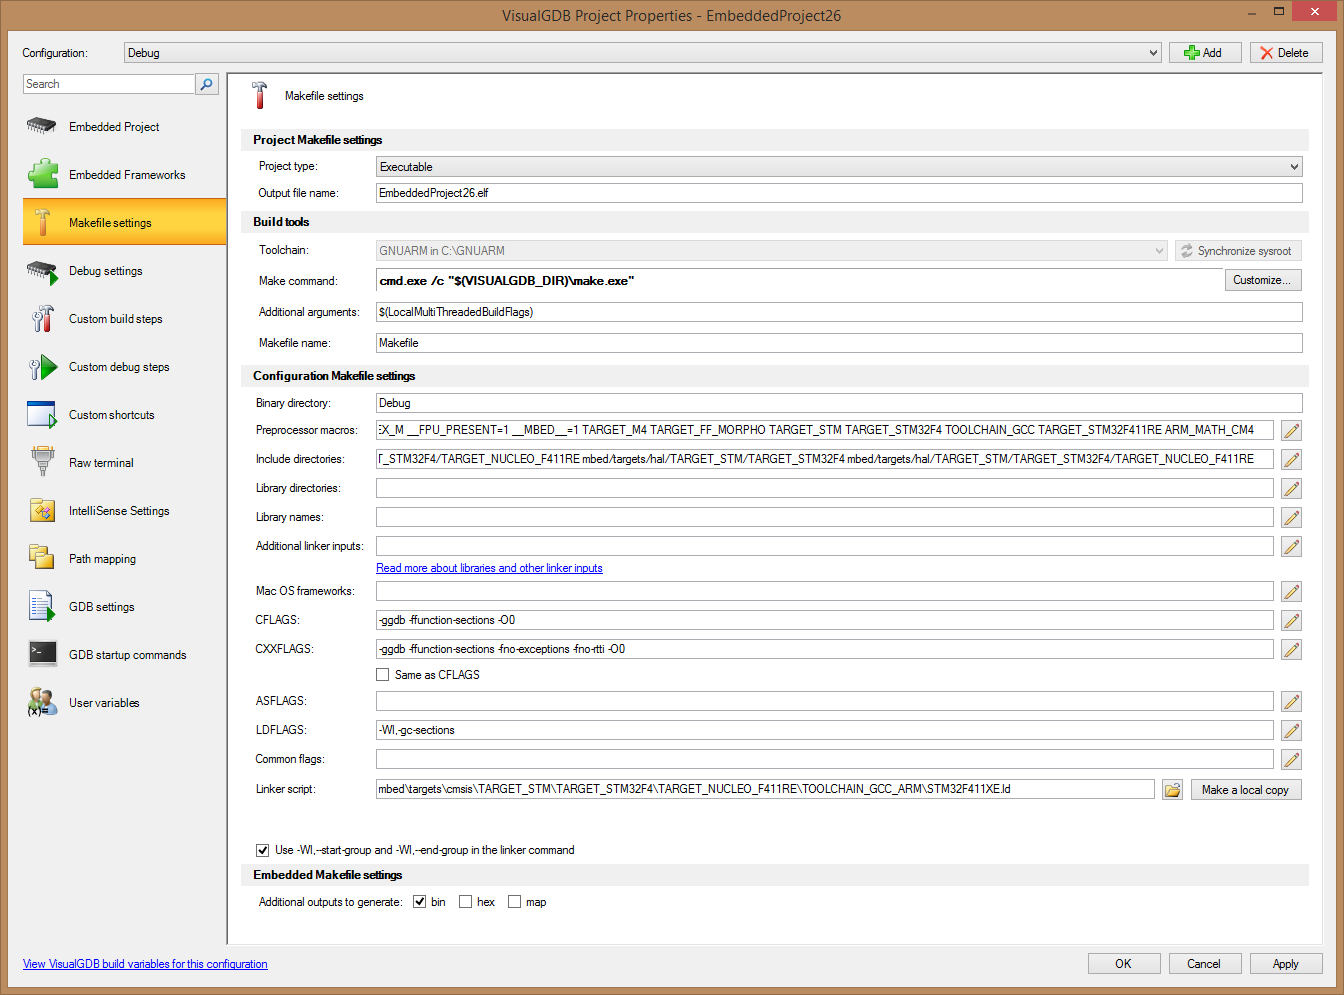 VisualGDB Project Properties - EmbeddedProject26
Configuration: Debug Add Delete
Search
Embedded Project
Embedded Frameworks
Makefile settings
Debug settings
Custom build steps
Custom debug steps
Custom shortcuts
Raw terminal
IntelliSense Settings
Path mapping
GDB settings
GDB startup commands
User variables
Makefile settings
Project Makefile settings
Project type: Executable
Output file name: EmbeddedProject26.elf
Build tools
Toolchain: GNUARM in C:\GNUARM Synchronize sysroot
Make command: cmd.exe /c "$(VISUALGDB_DIR)\make.exe" Customize...
Additional arguments: $(LocalMultiThreadedBuildFlags)
Makefile name: Makefile
Configuration Makefile settings
Binary directory: Debug
Preprocessor macros: EX_M __FPU_PRESENT=1 __MBED__=1 TARGET_M4 TARGET_FF_MORPHO TARGET_STM TARGET_STM32F4 TOOLCHAIN_GCC TARGET_STM32F411RE ARM_MATH_CM4
Include directories: T_STM32F4/TARGET_NUCLEO_F411RE mbed/targets/hal/TARGET_STM/TARGET_STM32F4 mbed/targets/hal/TARGET_STM/TARGET_STM32F4/TARGET_NUCLEO_F411RE
Library directories:
Library names:
Additional linker inputs:
Read more about libraries and other linker inputs
Mac OS frameworks:
CFLAGS: -ggdb -ffunction-sections -O0
CXXFLAGS: -ggdb -ffunction-sections -fno-exceptions -fno-rtti -O0
Same as CFLAGS
ASFLAGS:
LDFLAGS: -Wl,-gc-sections
Common flags:
Linker script: mbed\targets\cmsis\TARGET_STM\TARGET_STM32F4\TARGET_NUCLEO_F411RE\TOOLCHAIN_GCC_ARM\STM32F411XE.ld Make a local copy
Use -Wl,--start-group and -Wl,--end-group in the linker command
Embedded Makefile settings
Additional outputs to generate: bin hex map
View VisualGDB build variables for this configuration
OK Cancel Apply